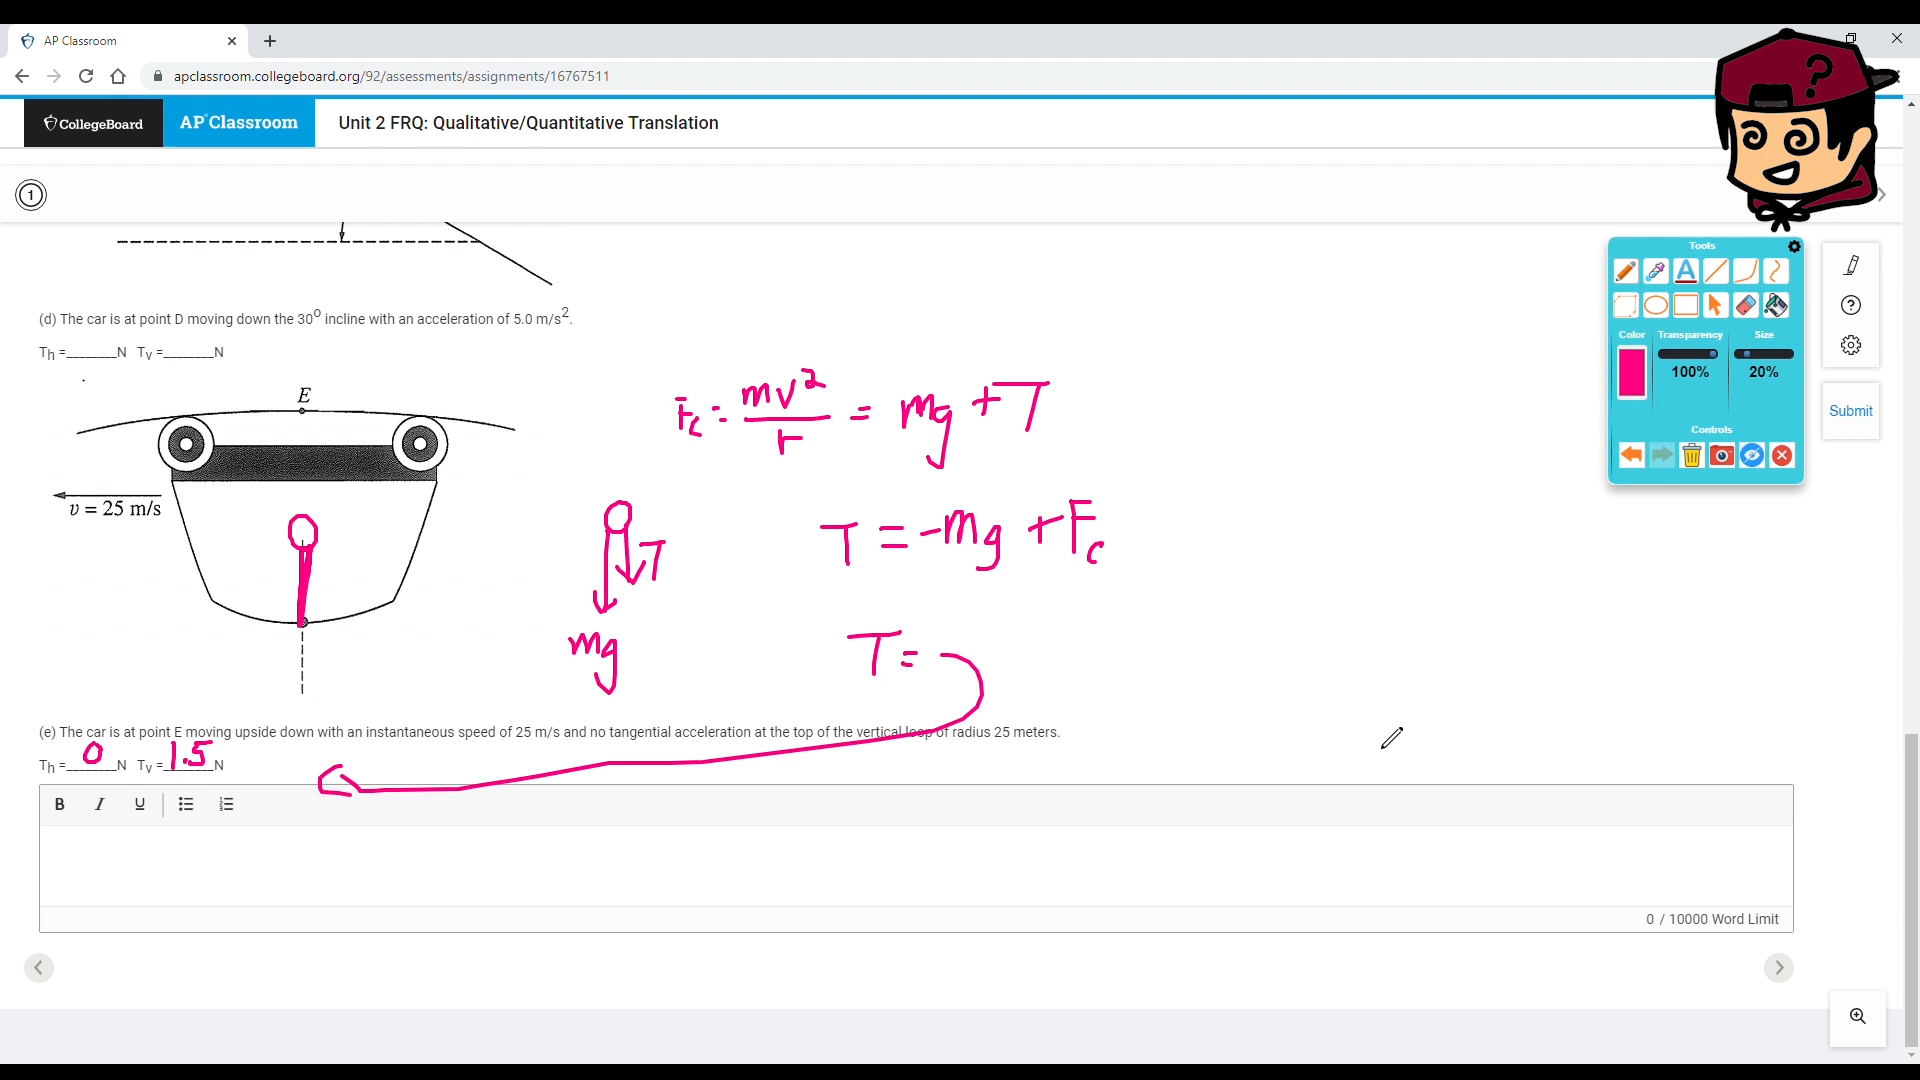 AP Classroom
apclassroom.collegeboard.org/92/assessments/assignments/16767511
CollegeBoard
AP Classroom
Unit 2 FRQ: Qualitative/Quantitative Translation
?
1
(d) The car is at point D moving down the 30⁰ incline with an acceleration of 5.0 m/s².
Th =________N Tv =________N
E
v = 25 m/s
Fc = mv²/r = mg + T
T
mg
T = -mg + Fc
T =
(e) The car is at point E moving upside down with an instantaneous speed of 25 m/s and no tangential acceleration at the top of the vertical loop of radius 25 meters.
Th = 0 N Tv = 1.5 N
B I U
0 / 10000 Word Limit
Tools
A
Color Transparency Size
100% 20%
Controls
Submit